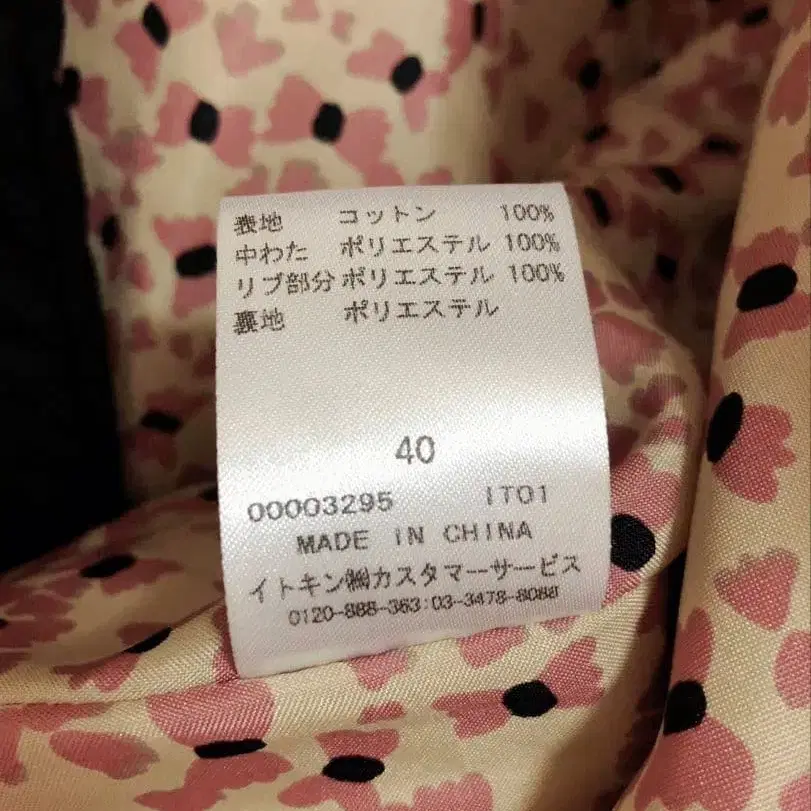 表地 コットン 100%
中わた ポリエステル 100%
リブ部分 ポリエステル 100%
裏地 ポリエステル
40
00003295 IT01
MADE IN CHINA
イトキン㈱カスタマーサービス
0120-888-363:03-3478-8088